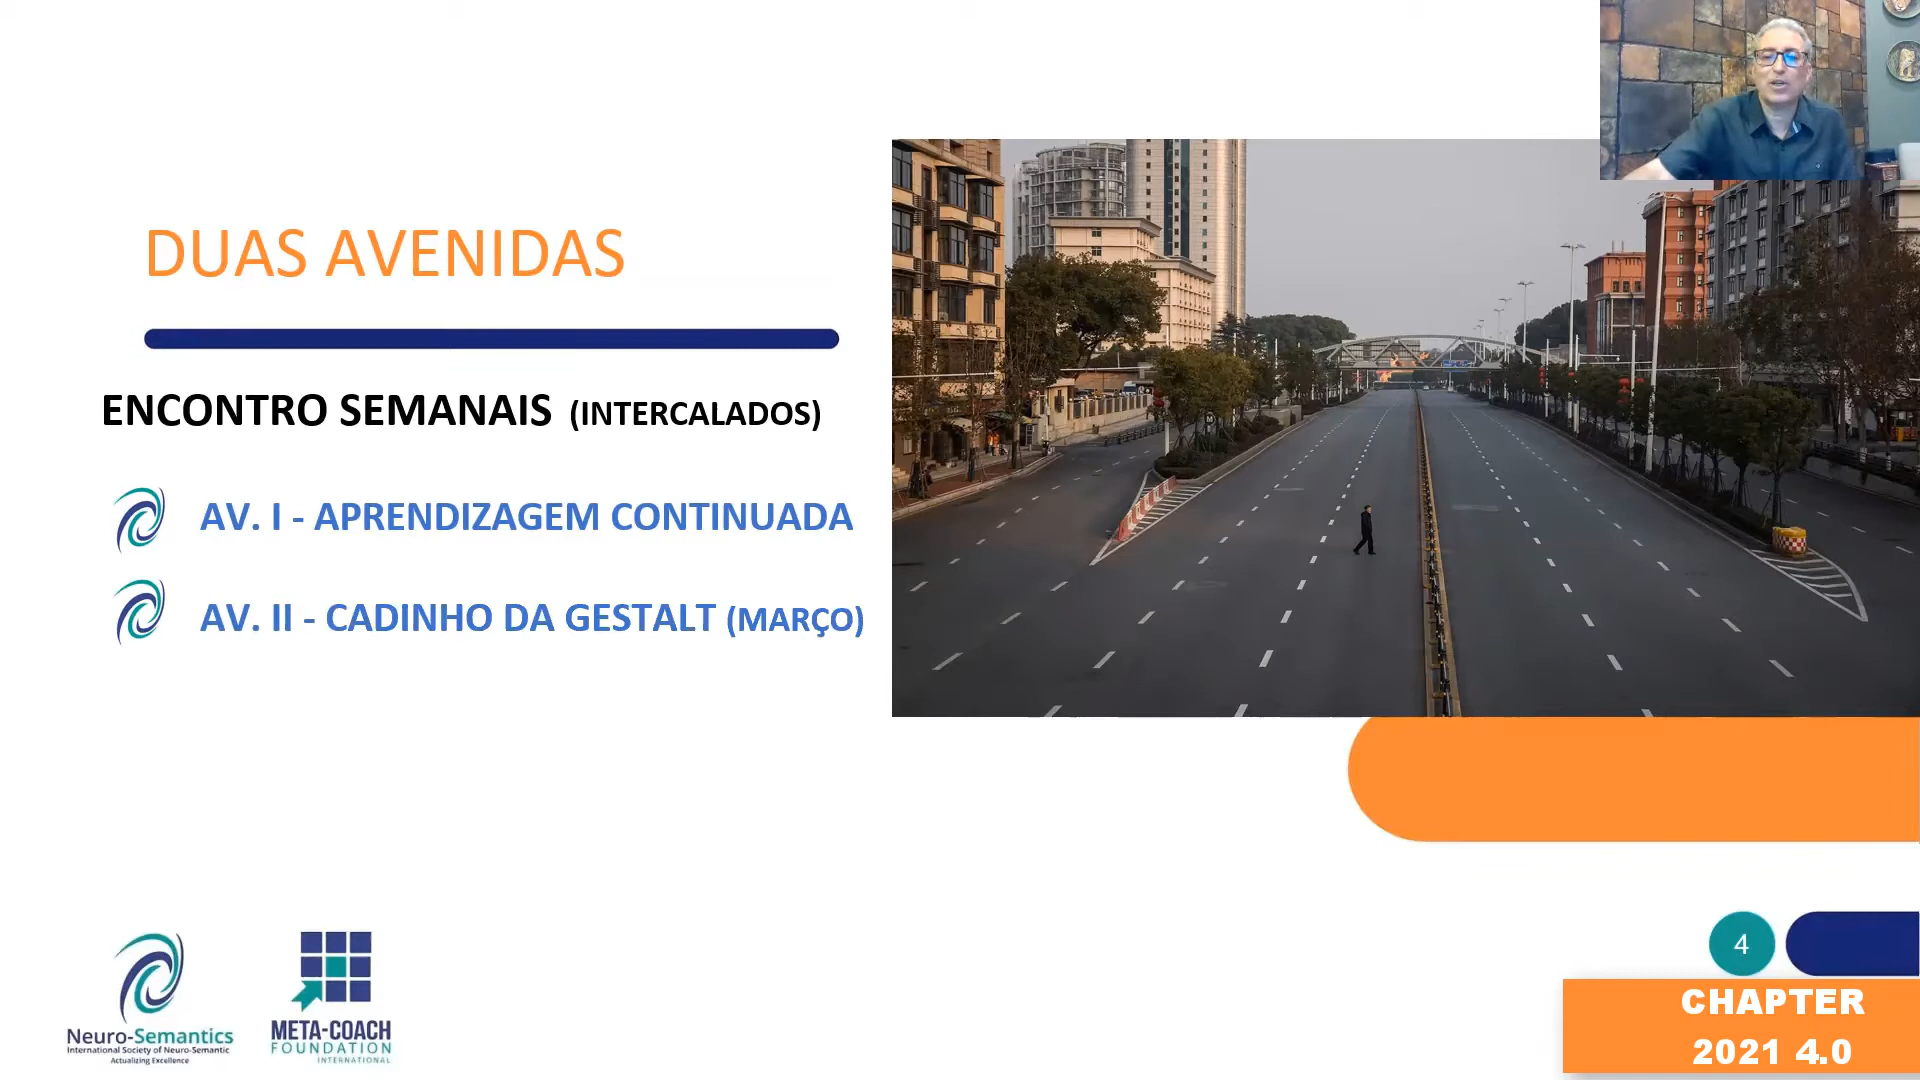 DUAS AVENIDAS
ENCONTRO SEMANAIS (INTERCALADOS)
AV. I - APRENDIZAGEM CONTINUADA
AV. II - CADINHO DA GESTALT (MARÇO)
4
Neuro-Semantics
International Society of Neuro-Semantic
Actualizing Excellence
META-COACH
FOUNDATION
INTERNATIONAL
CHAPTER
2021 4.0